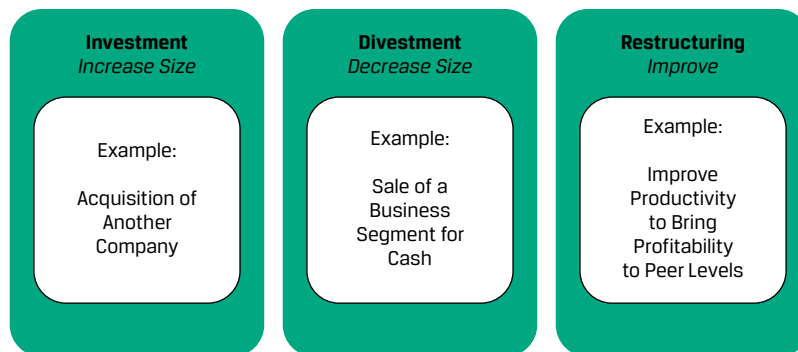 Investment
Increase Size
Example:
Acquisition of
Another
Company
Divestment
Decrease Size
Example:
Sale of a
Business
Segment for
Cash
Restructuring
Improve
Example:
Improve
Productivity
to Bring
Profitability
to Peer Levels